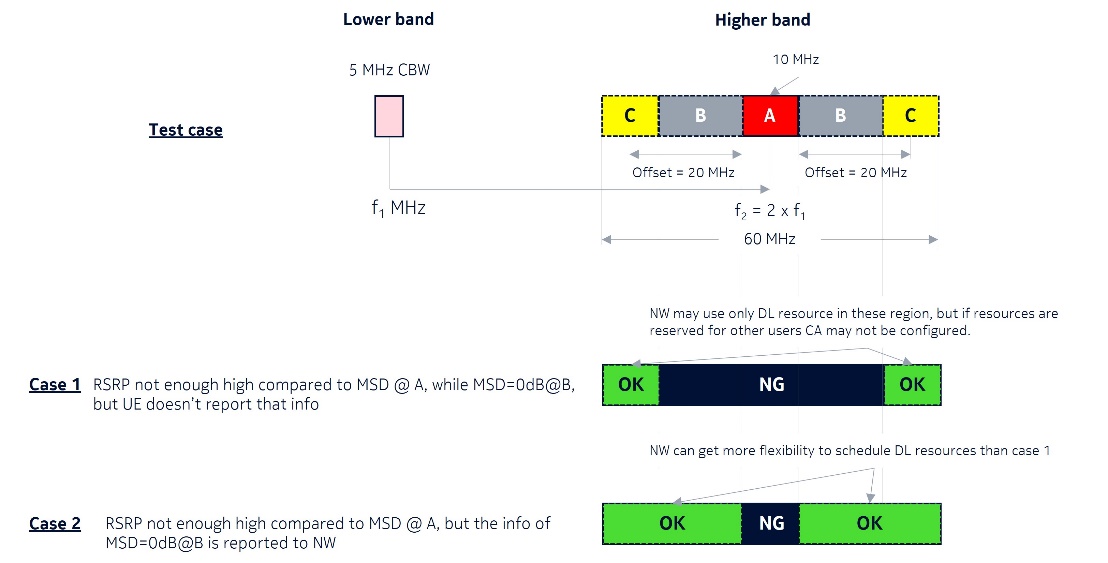 Lower band
Higher band
10 MHz
5 MHz CBW
Test case
C B A B C
Offset = 20 MHz
Offset = 20 MHz
f₁ MHz
f₂ = 2 x f₁
60 MHz
NW may use only DL resource in these region, but if resources are
reserved for other users CA may not be configured.
Case 1
RSRP not enough high compared to MSD @ A, while MSD=0dB@B,
but UE doesn't report that info
OK NG OK
NW can get more flexibility to schedule DL resources than case 1
Case 2
RSRP not enough high compared to MSD @ A, but the info of
MSD=0dB@B is reported to NW
OK NG OK